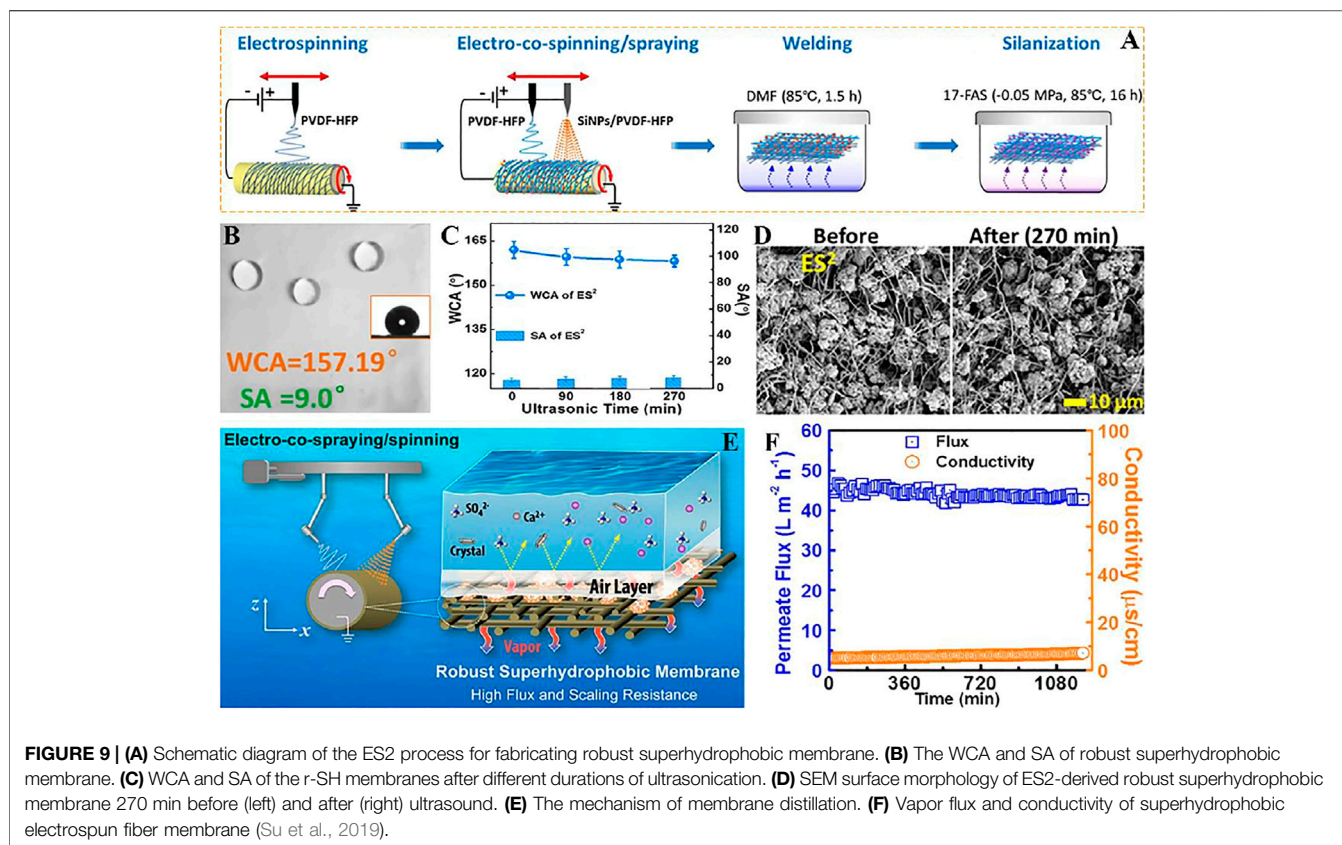 Electrospinning
Electro-co-spinning/spraying
Welding
Silanization
A
- +
PVDF-HFP
- +
PVDF-HFP
SiNPs/PVDF-HFP
DMF (85℃, 1.5 h)
17-FAS (-0.05 MPa, 85℃, 16 h)
B
WCA=157.19°
SA =9.0°
C
165
150
135
120
WCA (°)
WCA of ES²
SA of ES²
120
100
80
60
40
20
0
SA(°)
0 90 180 270
Ultrasonic Time (min)
D
Before
After (270 min)
ES²
10 μm
Electro-co-spraying/spinning
E
z
x
SO₄²⁻
Ca²⁺
Crystal
Air Layer
Vapor
Robust Superhydrophobic Membrane
High Flux and Scaling Resistance
F
60
50
45
40
30
20
15
10
5
0
Permeate Flux (L m⁻² h⁻¹)
Flux
Conductivity
100
80
60
40
20
0
Conductivity (μs/cm)
0 360 720 1080
Time (min)
FIGURE 9 | (A) Schematic diagram of the ES2 process for fabricating robust superhydrophobic membrane. (B) The WCA and SA of robust superhydrophobic
membrane. (C) WCA and SA of the r-SH membranes after different durations of ultrasonication. (D) SEM surface morphology of ES2-derived robust superhydrophobic
membrane 270 min before (left) and after (right) ultrasound. (E) The mechanism of membrane distillation. (F) Vapor flux and conductivity of superhydrophobic
electrospun fiber membrane (Su et al., 2019).